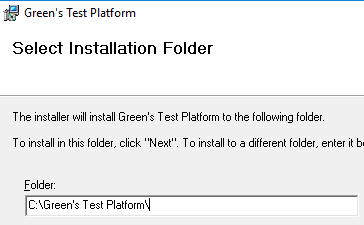 Green's Test Platform
Select Installation Folder
The installer will install Green's Test Platform to the following folder.
To install in this folder, click "Next". To install to a different folder, enter it
Folder:
C:\Green's Test Platform\